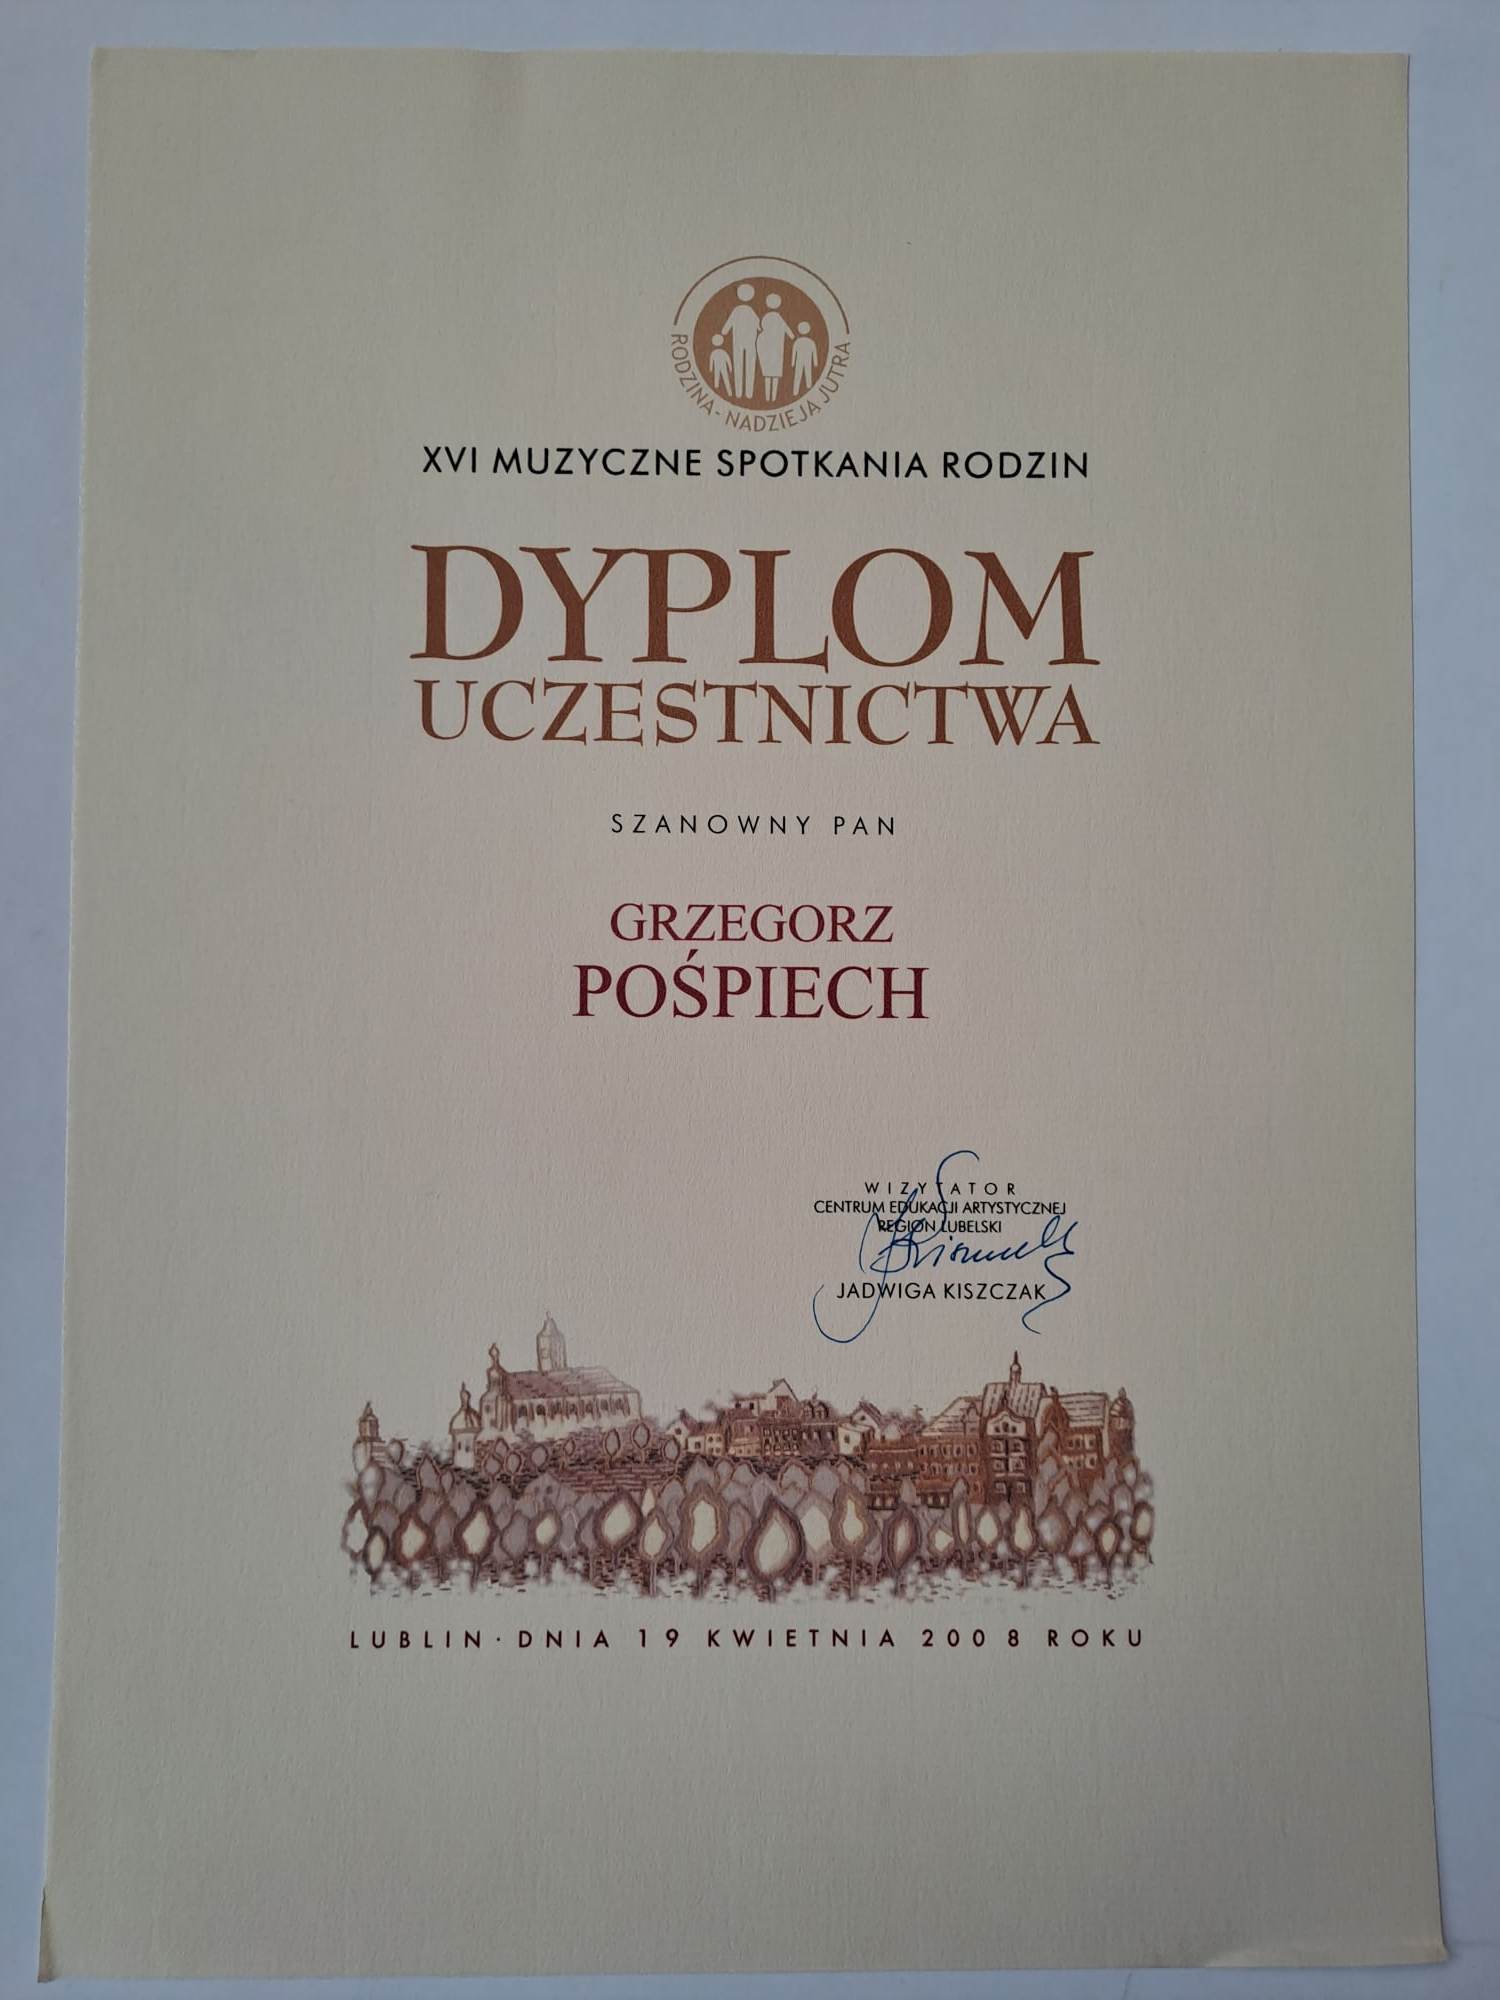 RODZINA - NADZIEJA JUTRA
XVI MUZYCZNE SPOTKANIA RODZIN
DYPLOM
UCZESTNICTWA
SZANOWNY PAN
GRZEGORZ
POŚPIECH
WIZYTATOR
CENTRUM EDUKACJI ARTYSTYCZNEJ
REGION LUBELSKI
JADWIGA KISZCZAK
LUBLIN · DNIA 19 KWIETNIA 2008 ROKU